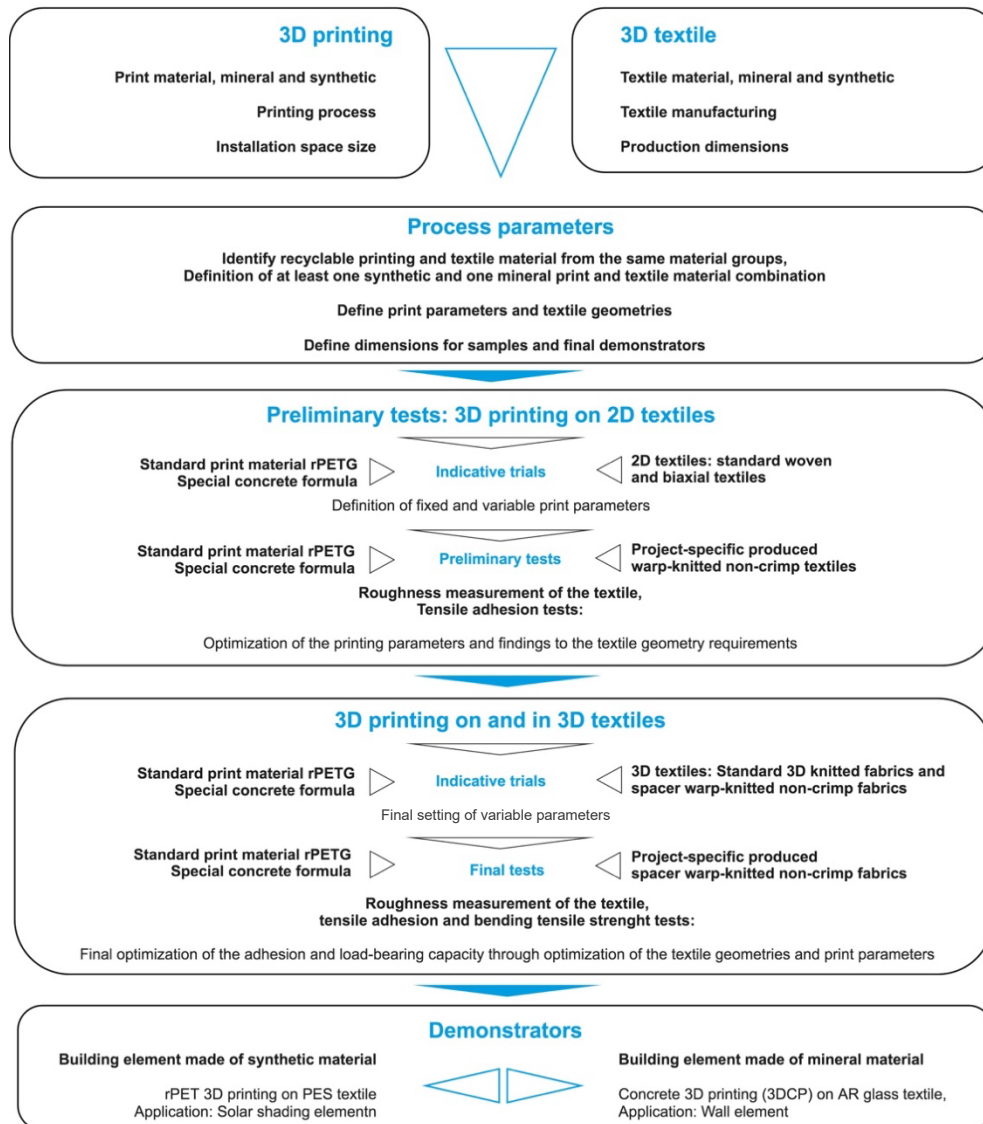 3D printing
Print material, mineral and synthetic
Printing process
Installation space size
3D textile
Textile material, mineral and synthetic
Textile manufacturing
Production dimensions
Process parameters
Identify recyclable printing and textile material from the same material groups,
Definition of at least one synthetic and one mineral print and textile material combination
Define print parameters and textile geometries
Define dimensions for samples and final demonstrators
Preliminary tests: 3D printing on 2D textiles
Standard print material rPETG
Special concrete formula
Indicative trials
2D textiles: standard woven
and biaxial textiles
Definition of fixed and variable print parameters
Standard print material rPETG
Special concrete formula
Preliminary tests
Project-specific produced
warp-knitted non-crimp textiles
Roughness measurement of the textile,
Tensile adhesion tests:
Optimization of the printing parameters and findings to the textile geometry requirements
3D printing on and in 3D textiles
Standard print material rPETG
Special concrete formula
Indicative trials
3D textiles: Standard 3D knitted fabrics and
spacer warp-knitted non-crimp fabrics
Final setting of variable parameters
Standard print material rPETG
Special concrete formula
Final tests
Project-specific produced
spacer warp-knitted non-crimp fabrics
Roughness measurement of the textile,
tensile adhesion and bending tensile strenght tests:
Final optimization of the adhesion and load-bearing capacity through optimization of the textile geometries and print parameters
Demonstrators
Building element made of synthetic material
rPET 3D printing on PES textile
Application: Solar shading elementn
Building element made of mineral material
Concrete 3D printing (3DCP) on AR glass textile,
Application: Wall element